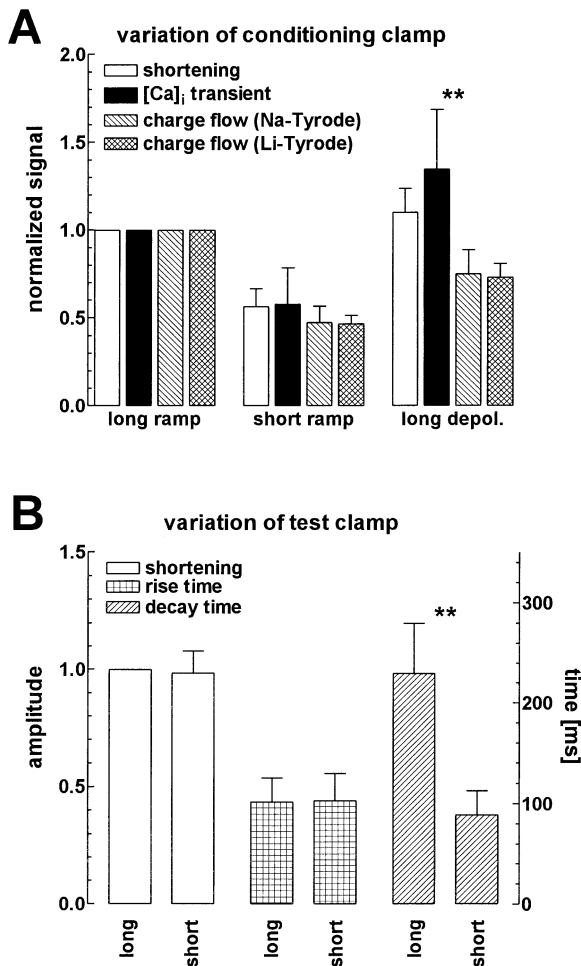 A
variation of conditioning clamp
2.0
1.5
1.0
0.5
0.0
normalized signal
shortening
[Ca]i transient
charge flow (Na-Tyrode)
charge flow (Li-Tyrode)
**
long ramp short ramp long depol.
B
variation of test clamp
1.5
1.0
0.5
0.0
amplitude
shortening
rise time
decay time
**
300
200
100
0
time [ms]
long short long short long short